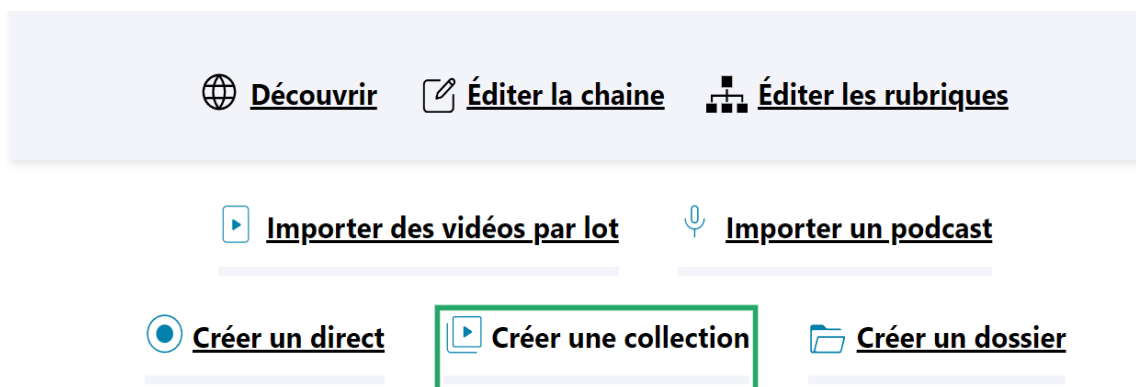 Découvrir Éditer la chaine Éditer les rubriques
Importer des vidéos par lot Importer un podcast
Créer un direct Créer une collection Créer un dossier